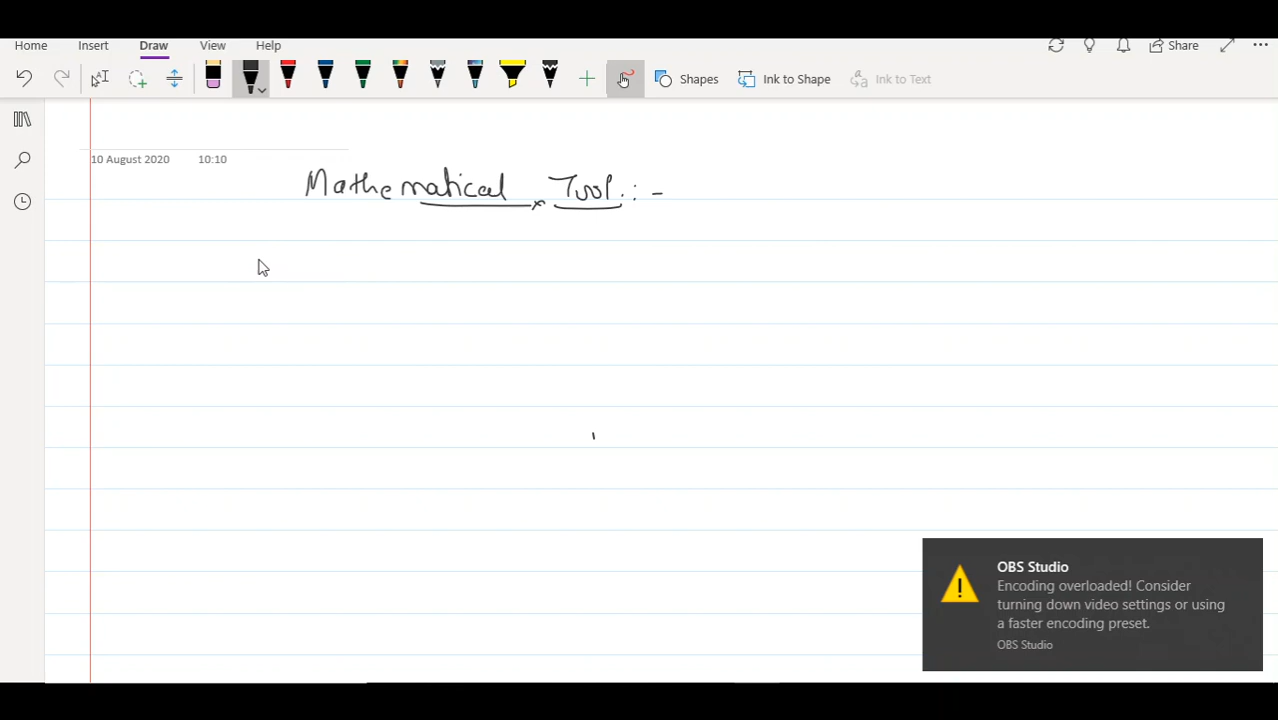 Home Insert Draw View Help Share
Shapes Ink to Shape Ink to Text
10 August 2020 10:10
Mathematical Tool :-
OBS Studio
Encoding overloaded! Consider
turning down video settings or using
a faster encoding preset.
OBS Studio